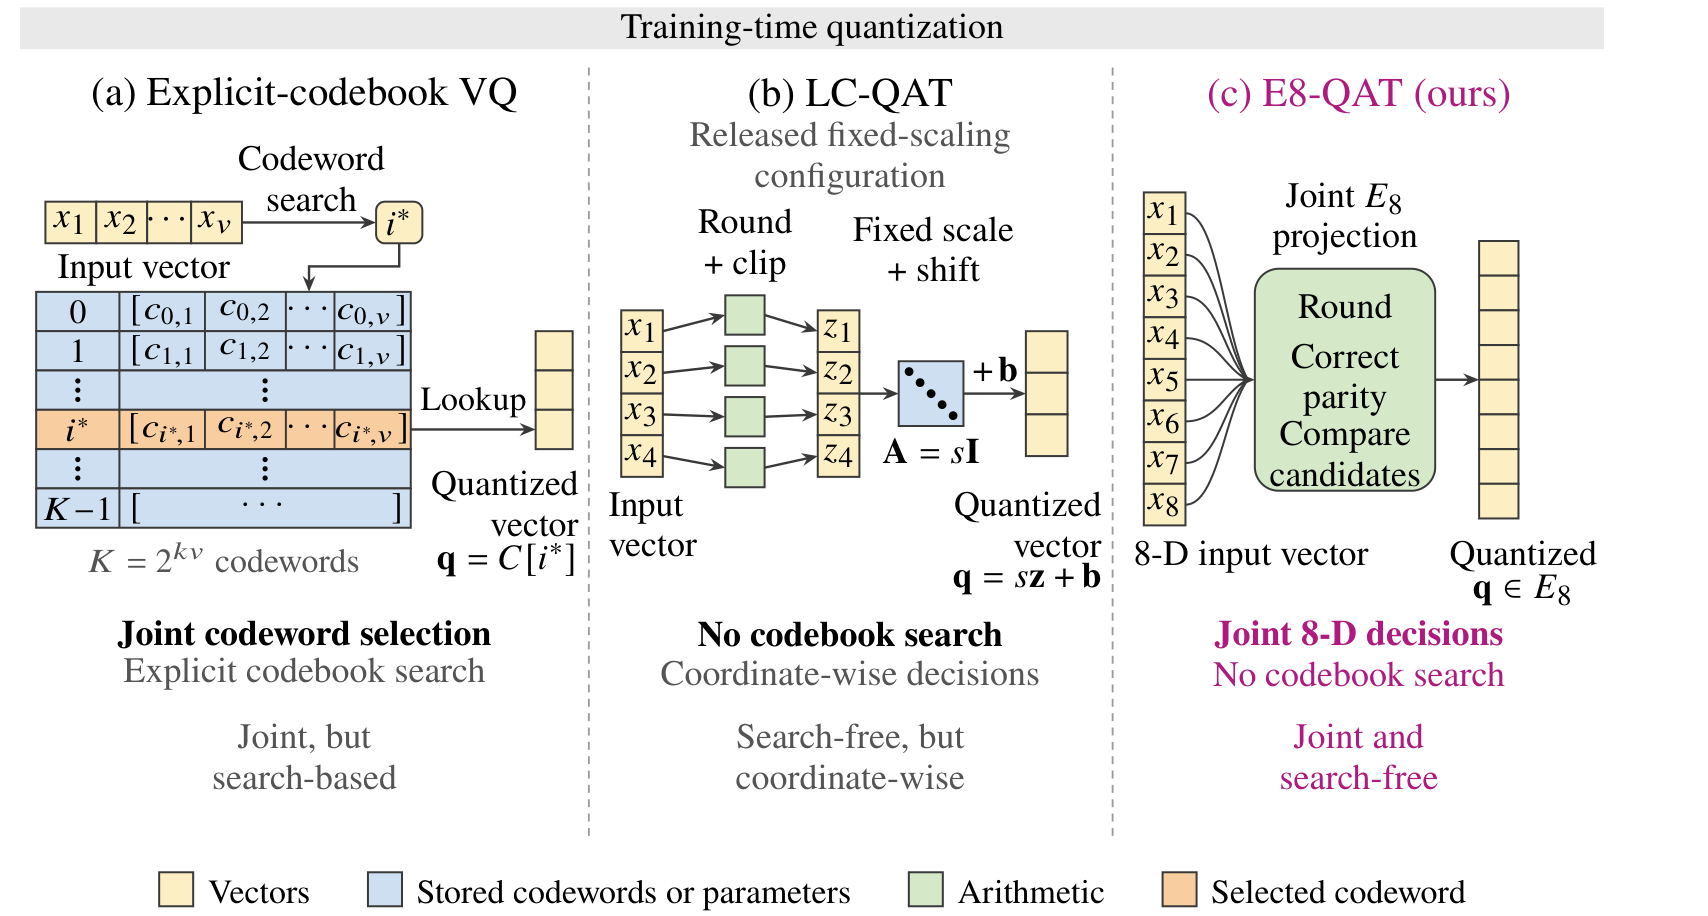 Training-time quantization
(a) Explicit-codebook VQ
Codeword
search
x₁ x₂ ··· xᵥ
i*
Input vector
0 [c₀,₁ c₀,₂ ··· c₀,ᵥ]
1 [c₁,₁ c₁,₂ ··· c₁,ᵥ]
⋮ ⋮
i* [c_{i*,1} c_{i*,2} ··· c_{i*,v}]
⋮ ⋮
K−1 [ ··· ]
Lookup
Quantized
vector
q = C[i*]
K = 2^{kv} codewords
Joint codeword selection
Explicit codebook search
Joint, but
search-based
(b) LC-QAT
Released fixed-scaling
configuration
Round
+ clip
Fixed scale
+ shift
x₁
x₂
x₃
x₄
z₁
z₂
z₃
z₄
+b
A = sI
Input
vector
Quantized
vector
q = sz + b
No codebook search
Coordinate-wise decisions
Search-free, but
coordinate-wise
(c) E8-QAT (ours)
Joint E₈
projection
x₁
x₂
x₃
x₄
x₅
x₆
x₇
x₈
Round
Correct
parity
Compare
candidates
8-D input vector
Quantized
q ∈ E₈
Joint 8-D decisions
No codebook search
Joint and
search-free
Vectors
Stored codewords or parameters
Arithmetic
Selected codeword